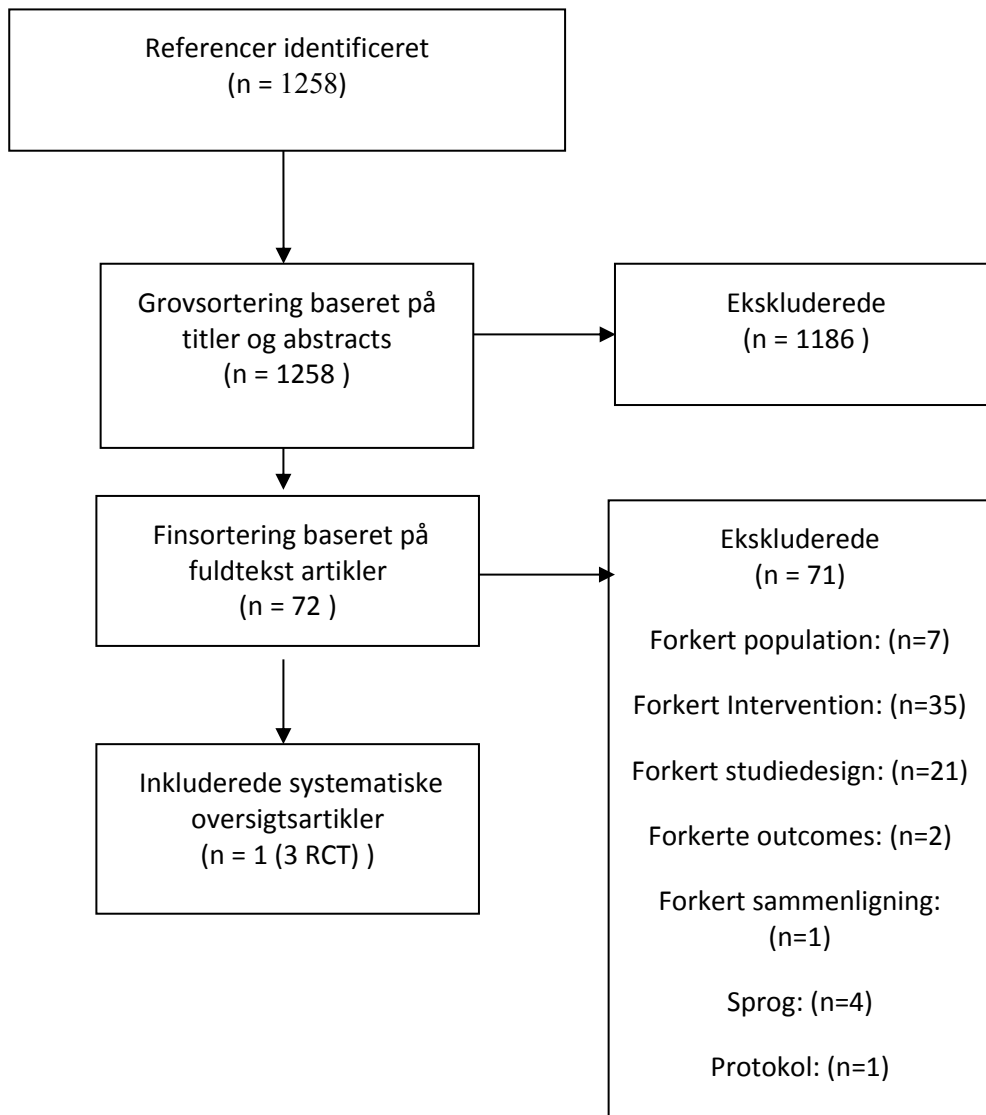 Referencer identificeret
(n = 1258)
Grovsortering baseret på
titler og abstracts
(n = 1258 )
Ekskluderede
(n = 1186 )
Finsortering baseret på
fuldtekst artikler
(n = 72 )
Ekskluderede
(n = 71)
Forkert population: (n=7)
Forkert Intervention: (n=35)
Forkert studiedesign: (n=21)
Forkerte outcomes: (n=2)
Forkert sammenligning:
(n=1)
Sprog: (n=4)
Protokol: (n=1)
Inkluderede systematiske
oversigtsartikler
(n = 1 (3 RCT) )